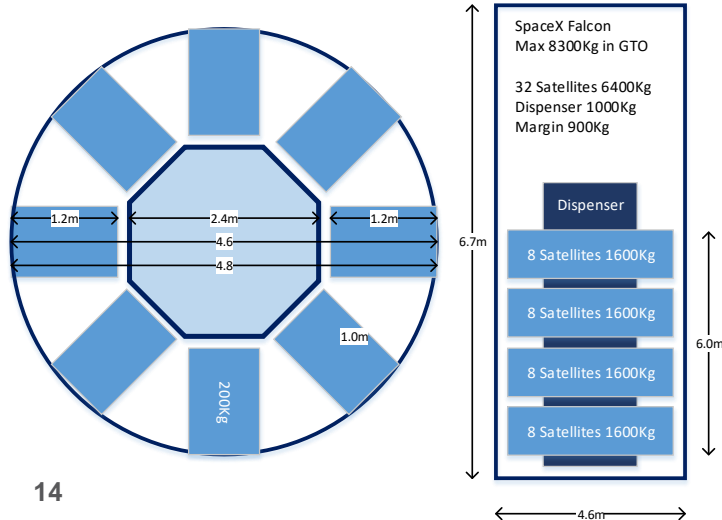 SpaceX Falcon
Max 8300Kg in GTO
32 Satellites 6400Kg
Dispenser 1000Kg
Margin 900Kg
1.2m
2.4m
1.2m
4.6
4.8
1.0m
200Kg
6.7m
Dispenser
8 Satellites 1600Kg
8 Satellites 1600Kg
8 Satellites 1600Kg
8 Satellites 1600Kg
6.0m
4.6m
14